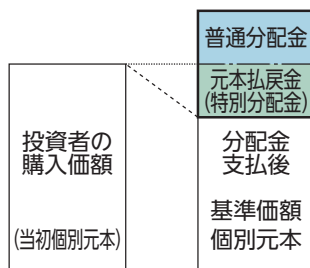 普通分配金
元本払戻金
(特別分配金)
投資者の
購入価額
(当初個別元本)
分配金
支払後
基準価額
個別元本